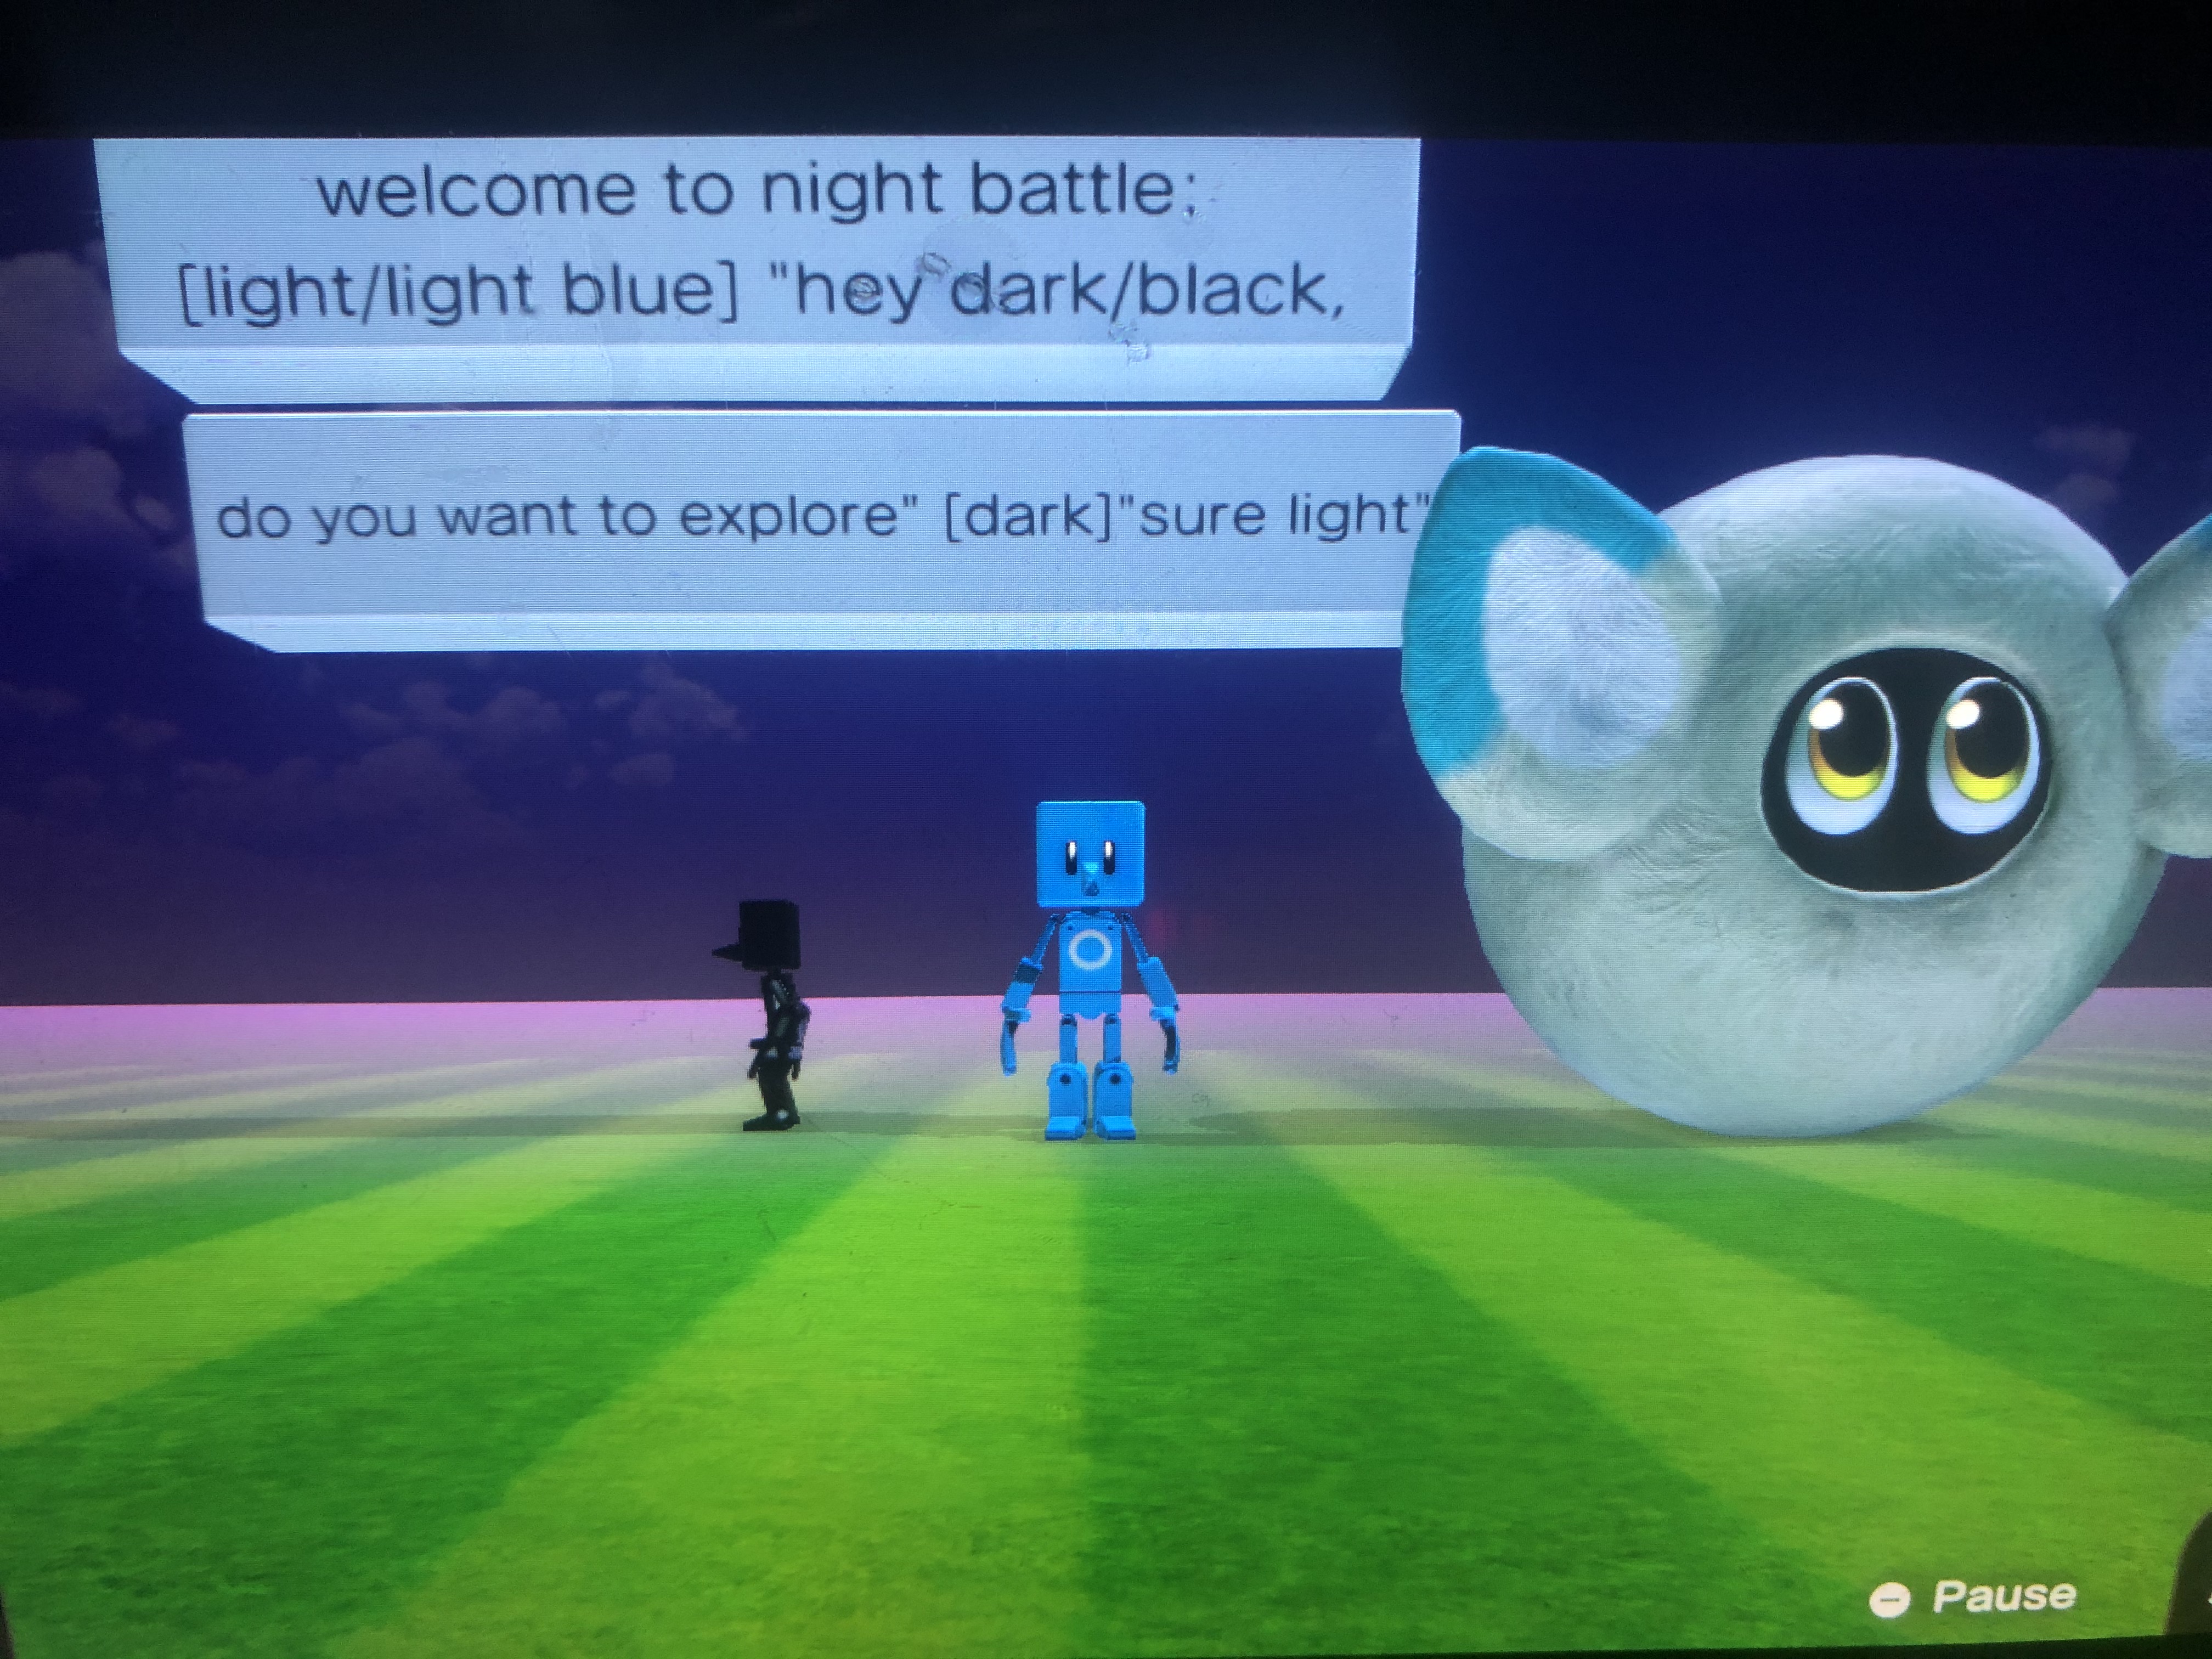 welcome to night battle:
[light/light blue] "hey dark/black,
do you want to explore" [dark]"sure light"
Pause